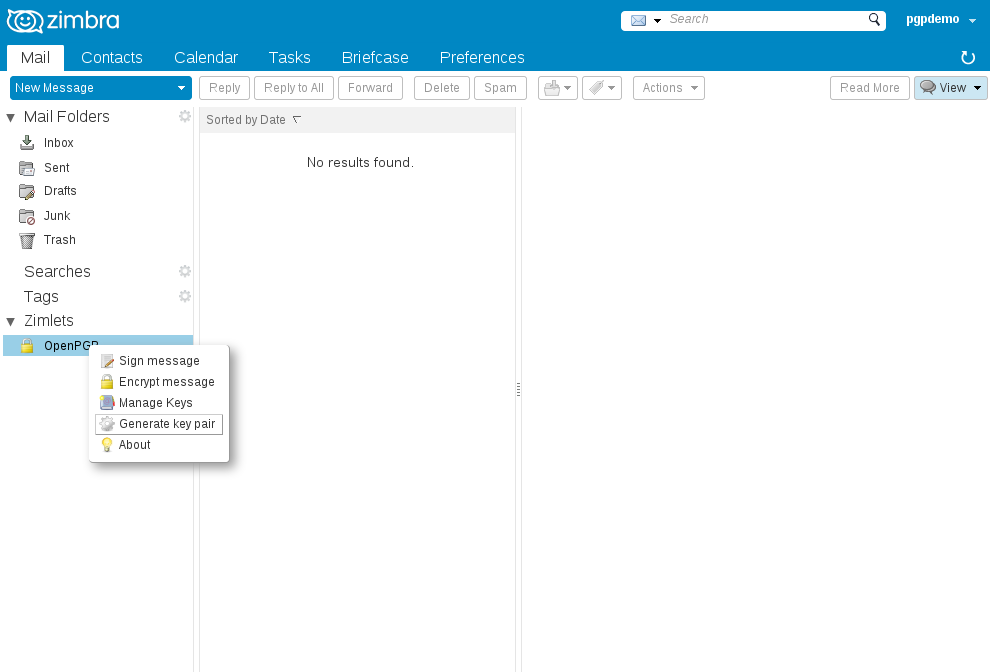 zimbra
Search
pgpdemo
Mail Contacts Calendar Tasks Briefcase Preferences
New Message Reply Reply to All Forward Delete Spam Actions Read More View
Mail Folders
Sorted by Date
Inbox
No results found.
Sent
Drafts
Junk
Trash
Searches
Tags
Zimlets
OpenPGP
Sign message
Encrypt message
Manage Keys
Generate key pair
About